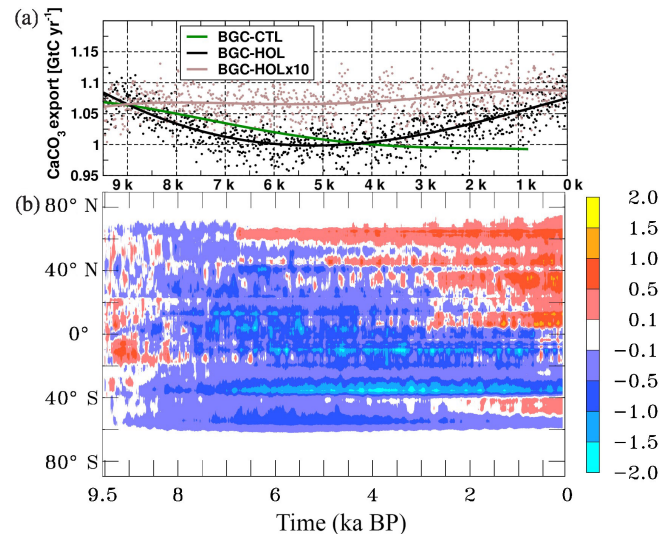 (a)
CaCO₃ export [GtC yr⁻¹]
BGC-CTL
BGC-HOL
BGC-HOLx10
1.15
1.1
1.05
1
0.95
9 k 8 k 7 k 6 k 5 k 4 k 3 k 2 k 1 k 0 k
(b)
80° N
40° N
0°
40° S
80° S
9.5 8 6 4 2 0
Time (ka BP)
2.0
1.5
1.0
0.5
0.1
−0.1
−0.5
−1.0
−1.5
−2.0